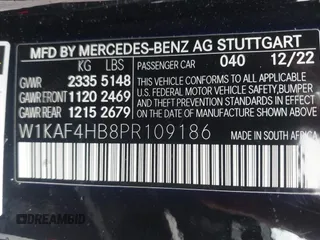 MFD BY MERCEDES-BENZ AG STUTTGART
KG LBS PASSENGER CAR 040 12/22
GVWR 2335 5148
GAWR FRONT 1120 2469
GAWR REAR 1215 2679
THIS VEHICLE CONFORMS TO ALL APPLICABLE
FEDERAL MOTOR VEHICLE SAFETY, BUMPER,
AND THEFT PREVENTION STANDARDS IN EFFECT
ON THE DATE OF MANUFACTURE SHOWN ABOVE.
W1KAF4HB8PR109186
MADE IN SOUTH AFRICA
DREAMBID